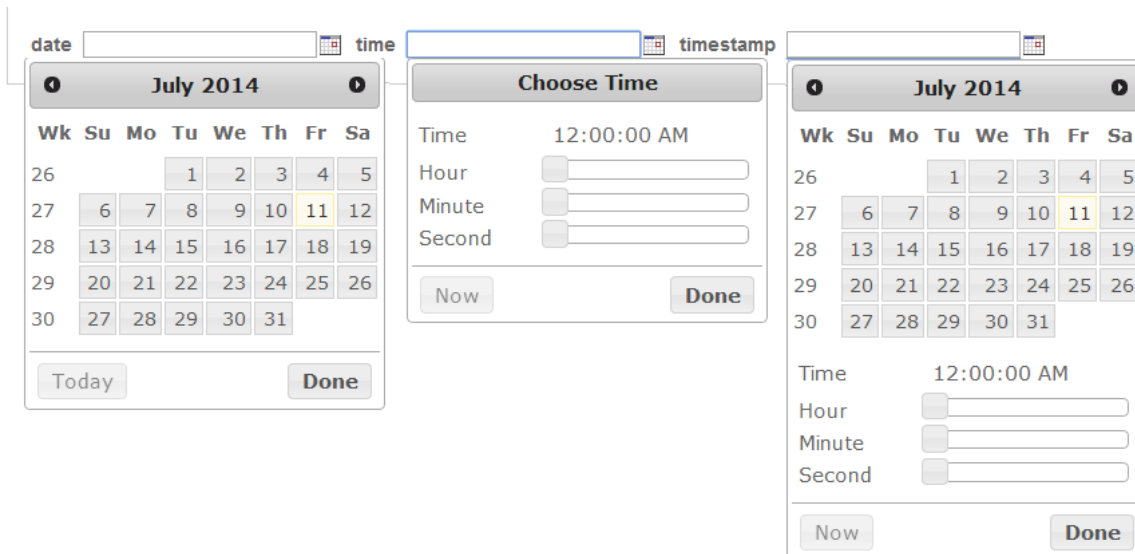 date time timestamp
July 2014
Wk Su Mo Tu We Th Fr Sa
26 1 2 3 4 5
27 6 7 8 9 10 11 12
28 13 14 15 16 17 18 19
29 20 21 22 23 24 25 26
30 27 28 29 30 31
Today Done
Choose Time
Time 12:00:00 AM
Hour
Minute
Second
Now Done
July 2014
Wk Su Mo Tu We Th Fr Sa
26 1 2 3 4 5
27 6 7 8 9 10 11 12
28 13 14 15 16 17 18 19
29 20 21 22 23 24 25 26
30 27 28 29 30 31
Time 12:00:00 AM
Hour
Minute
Second
Now Done